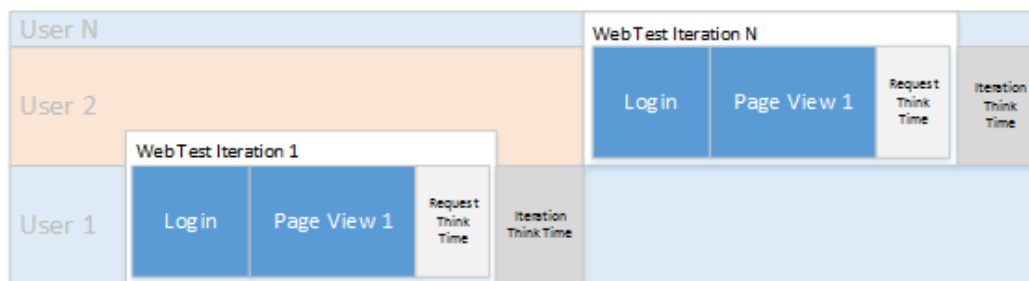 User N
WebTest Iteration N
Login
Page View 1
Request
Think
Time
Iteration
Think
Time
User 2
WebTest Iteration 1
User 1
Login
Page View 1
Request
Think
Time
Iteration
Think Time